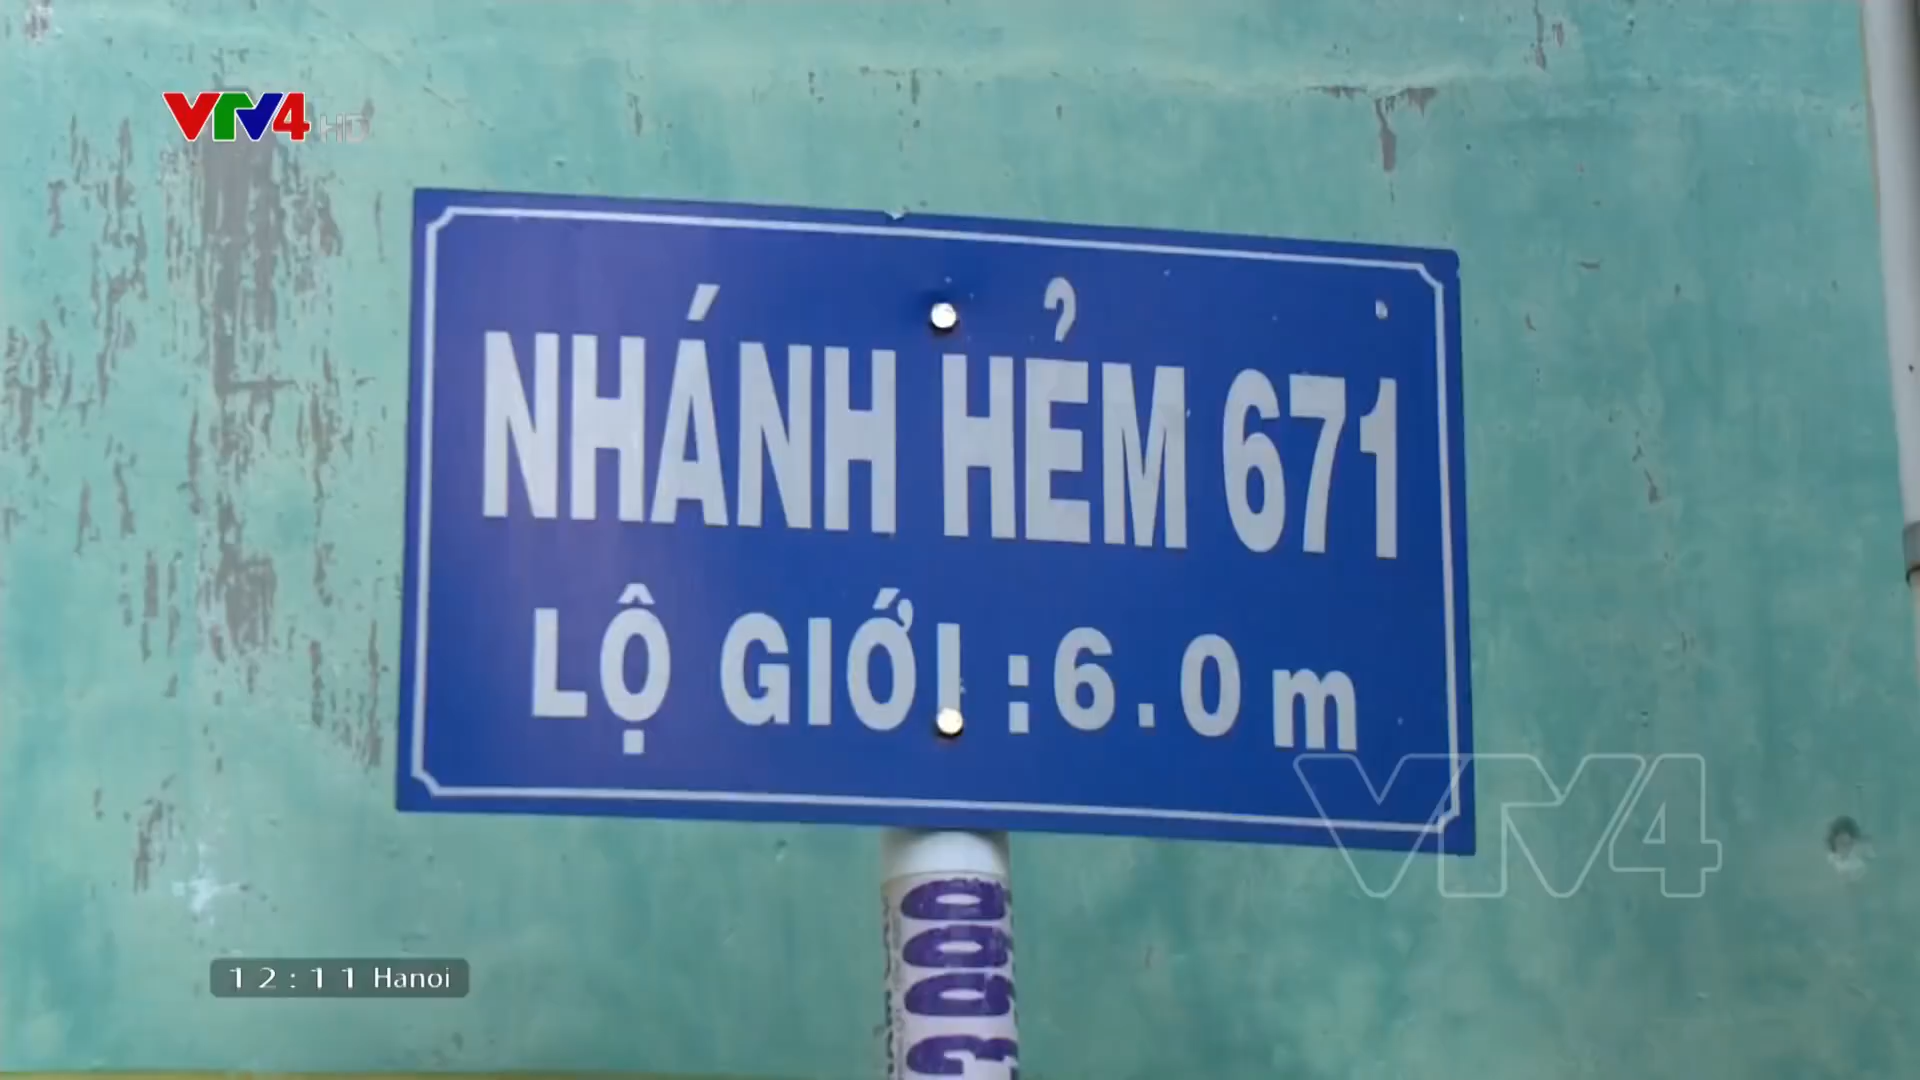 VTV4 HD
NHÁNH HẺM 671
LỘ GIỚI : 6.0 m
VTV4
12:11 Hanoi